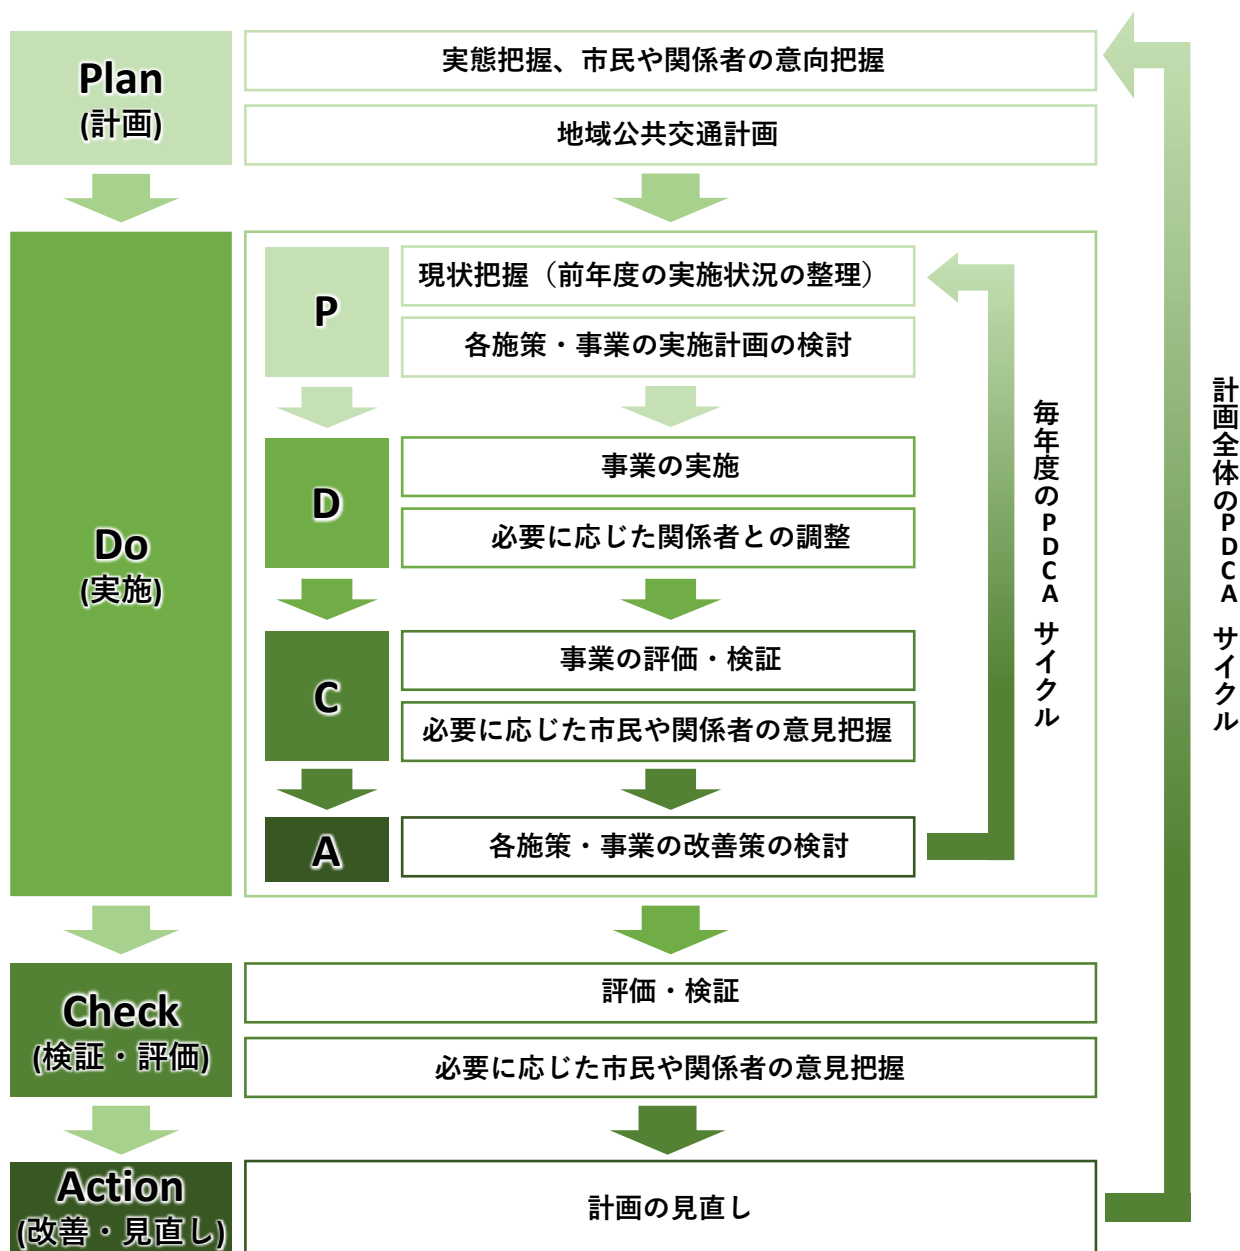 Plan
(計画)
実態把握、市民や関係者の意向把握
地域公共交通計画
Do
(実施)
P
現状把握（前年度の実施状況の整理）
各施策・事業の実施計画の検討
D
事業の実施
必要に応じた関係者との調整
C
事業の評価・検証
必要に応じた市民や関係者の意見把握
A
各施策・事業の改善策の検討
毎年度のPDCAサイクル
計画全体のPDCAサイクル
Check
(検証・評価)
評価・検証
必要に応じた市民や関係者の意見把握
Action
(改善・見直し)
計画の見直し